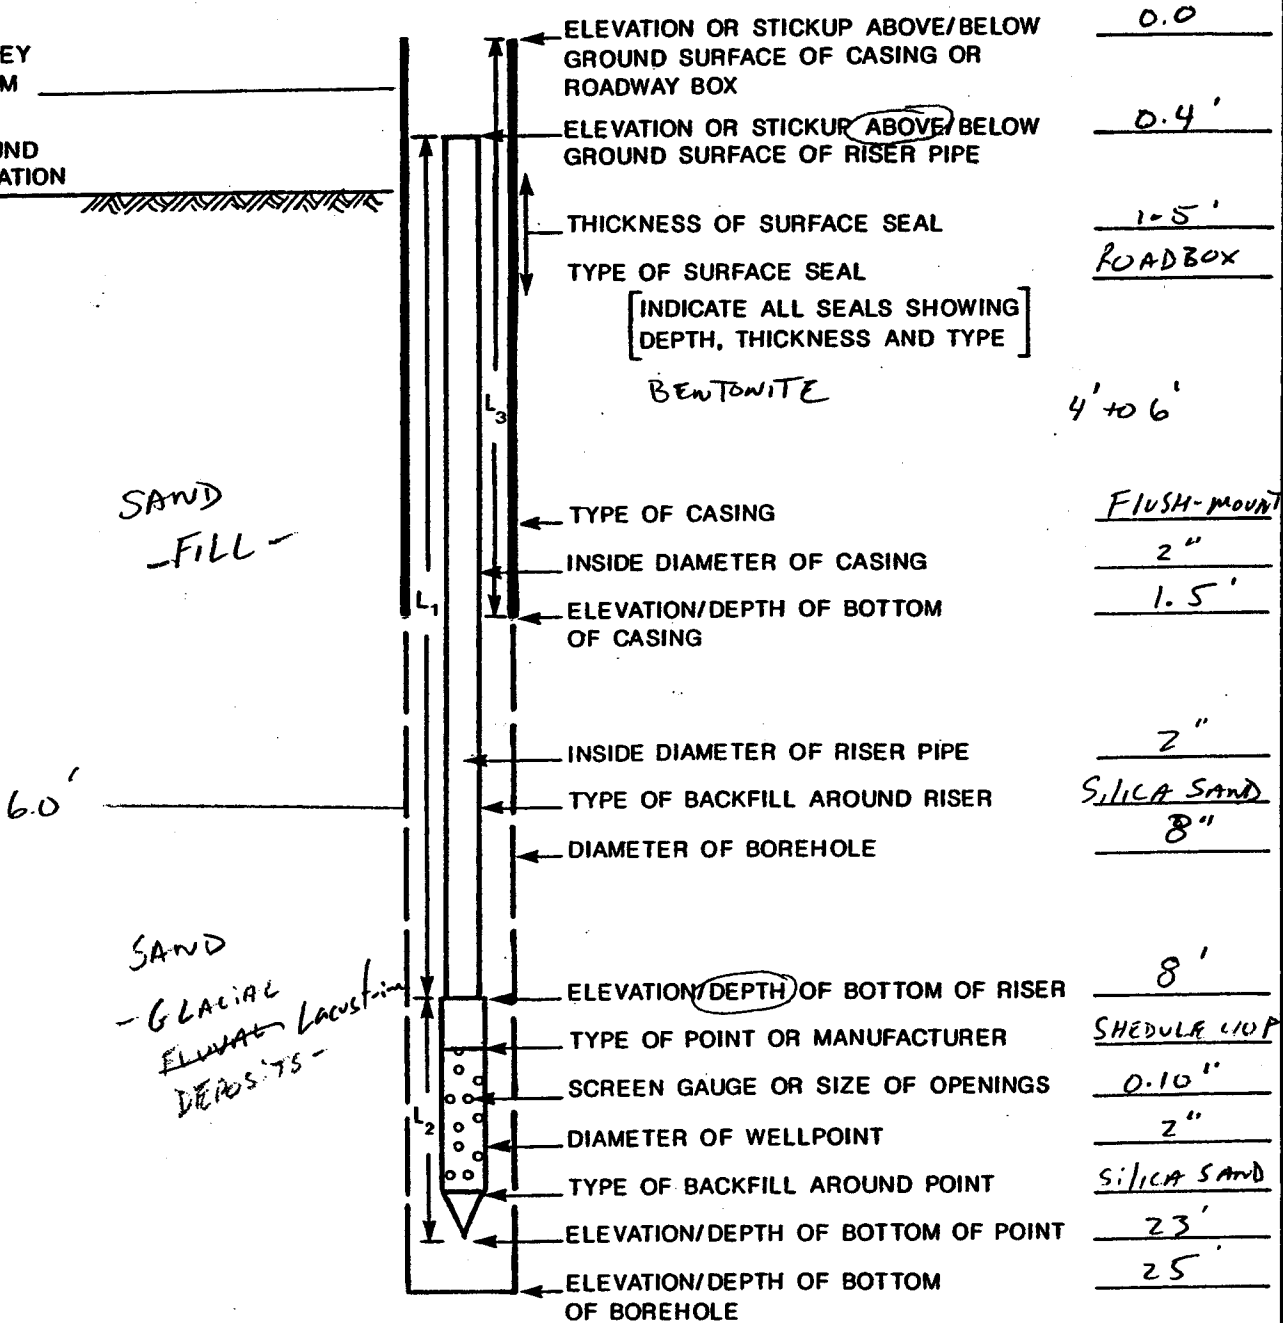 ELEVATION OR STICKUP ABOVE/BELOW
GROUND SURFACE OF CASING OR
ROADWAY BOX
0.0
EY
M
ELEVATION OR STICKUP ABOVE/BELOW
GROUND SURFACE OF RISER PIPE
0.4'
UND
ATION
THICKNESS OF SURFACE SEAL
1.5'
TYPE OF SURFACE SEAL
ROADBOX
[INDICATE ALL SEALS SHOWING
DEPTH, THICKNESS AND TYPE]
BENTONITE
4' to 6'
L3
SAND
-FILL-
TYPE OF CASING
FlUSH-MOUNT
INSIDE DIAMETER OF CASING
2"
L1
ELEVATION/DEPTH OF BOTTOM
OF CASING
1.5'
INSIDE DIAMETER OF RISER PIPE
2"
6.0'
TYPE OF BACKFILL AROUND RISER
SILICA SAND
DIAMETER OF BOREHOLE
8"
SAND
- GLACIAL
FLUVAL Lacust-in
DEPOSITS -
ELEVATION/DEPTH OF BOTTOM OF RISER
8'
TYPE OF POINT OR MANUFACTURER
SHEDULE 40P
SCREEN GAUGE OR SIZE OF OPENINGS
0.10"
L2
DIAMETER OF WELLPOINT
2"
TYPE OF BACKFILL AROUND POINT
SilicA SAND
ELEVATION/DEPTH OF BOTTOM OF POINT
23'
ELEVATION/DEPTH OF BOTTOM
OF BOREHOLE
25'